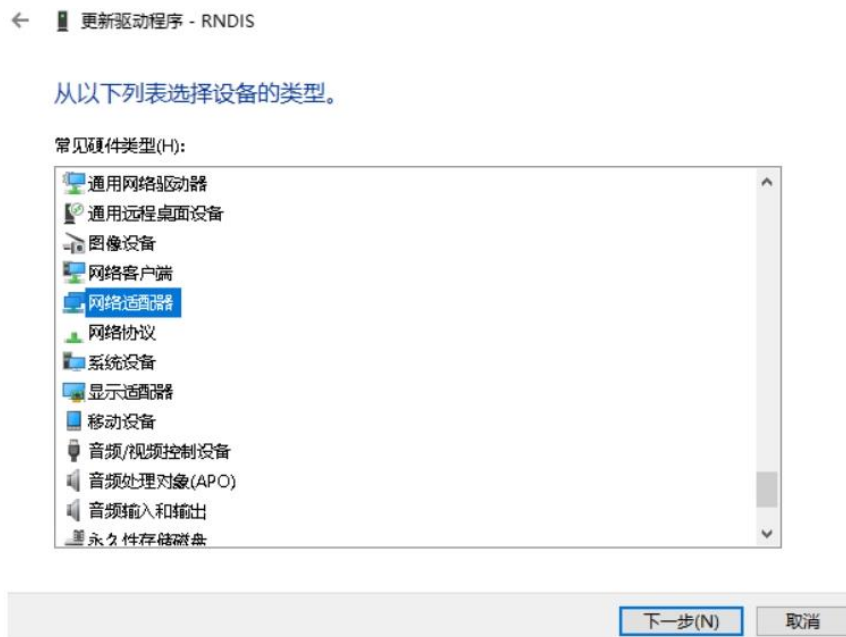 更新驱动程序 - RNDIS
从以下列表选择设备的类型。
常见硬件类型(H):
通用网络驱动器
通用远程桌面设备
图像设备
网络客户端
网络适配器
网络协议
系统设备
显示适配器
移动设备
音频/视频控制设备
音频处理对象(APO)
音频输入和输出
永久性存储磁盘
下一步(N)
取消